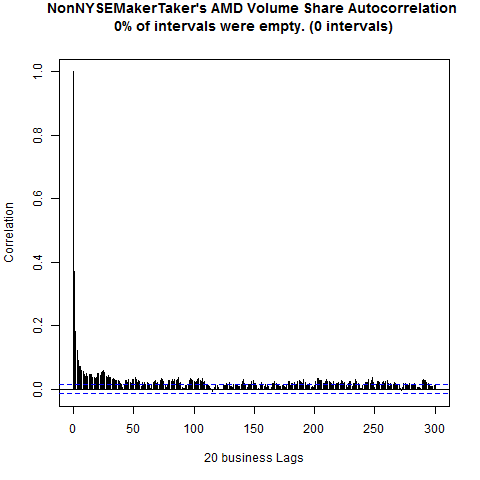 NonNYSEMakerTaker's AMD Volume Share Autocorrelation
0% of intervals were empty. (0 intervals)
Correlation
1.0
0.8
0.6
0.4
0.2
0.0
0 50 100 150 200 250 300
20 business Lags